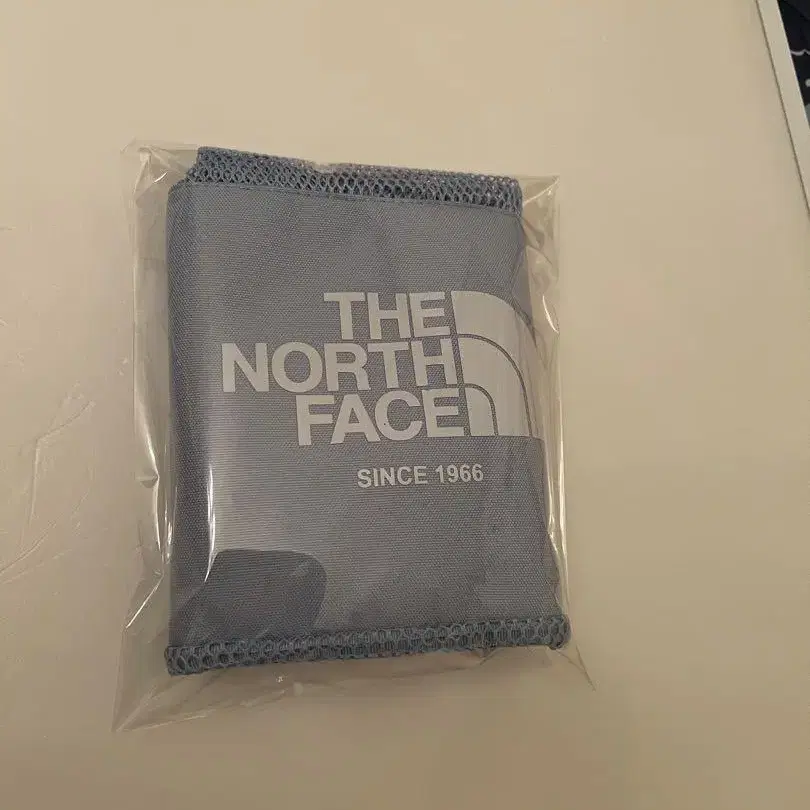 THE
NORTH
FACE
SINCE 1966